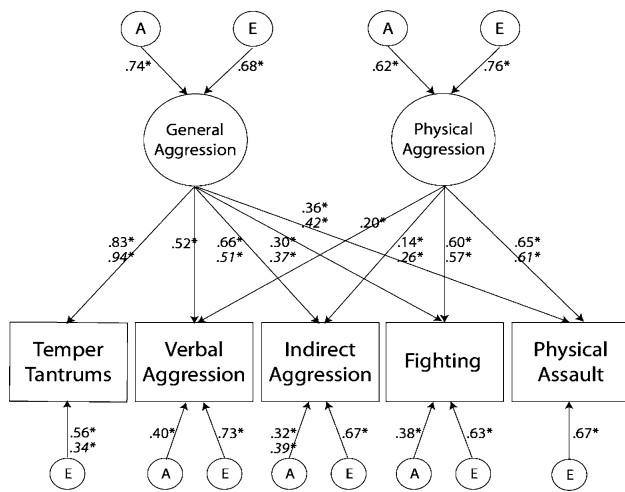 A E A E
.74* .68* .62* .76*
General Physical
Aggression Aggression
.36*
.42* .20*
.83* .52* .66* .30* .14* .60* .65*
.94* .51* .37* .26* .57* .61*
Temper Verbal Indirect Fighting Physical
Tantrums Aggression Aggression Assault
.56* .40* .73* .32* .67* .38* .63* .67*
.34* .39*
E A E A E A E E